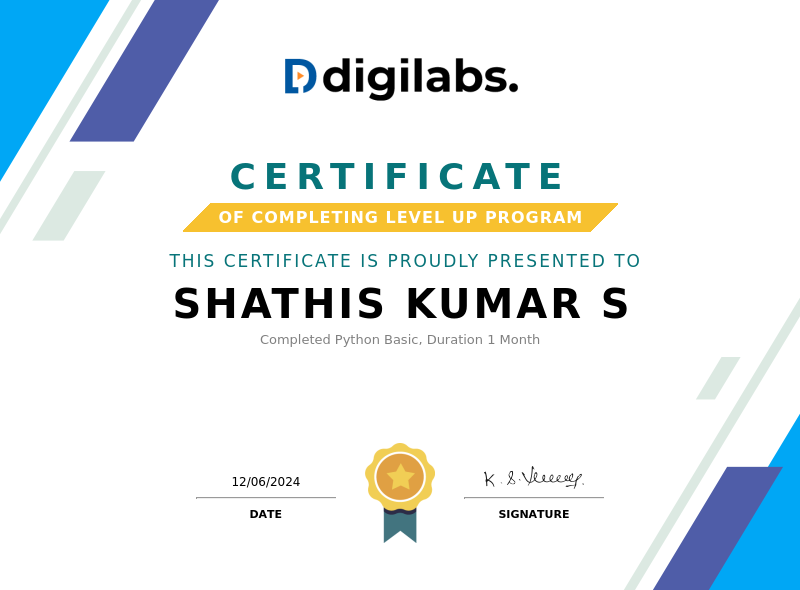 digilabs.
CERTIFICATE
OF COMPLETING LEVEL UP PROGRAM
THIS CERTIFICATE IS PROUDLY PRESENTED TO
SHATHIS KUMAR S
Completed Python Basic, Duration 1 Month
12/06/2024
DATE
SIGNATURE